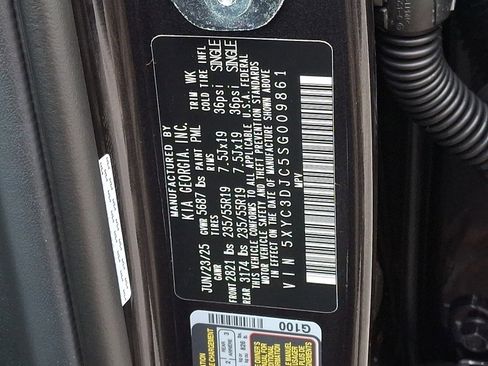 MANUFACTURED BY
KIA GEORGIA, INC.
JUN/23/25 GVWR 5687 lbs PAINT PML TRIM WK
GAWR RIMS COLD TIRE INFL
FRONT 2821 lbs 235/55R19 7.5Jx19 36psi SINGLE
REAR 3174 lbs 235/55R19 7.5Jx19 36psi SINGLE
THIS VEHICLE CONFORMS TO ALL APPLICABLE U.S.A. FEDERAL
MOTOR VEHICLE SAFETY AND THEFT PREVENTION STANDARDS
IN EFFECT ON THE DATE OF MANUFACTURE SHOWN ABOVE
VIN 5XYC3DJC5SG009861
MPV
G100
REAR